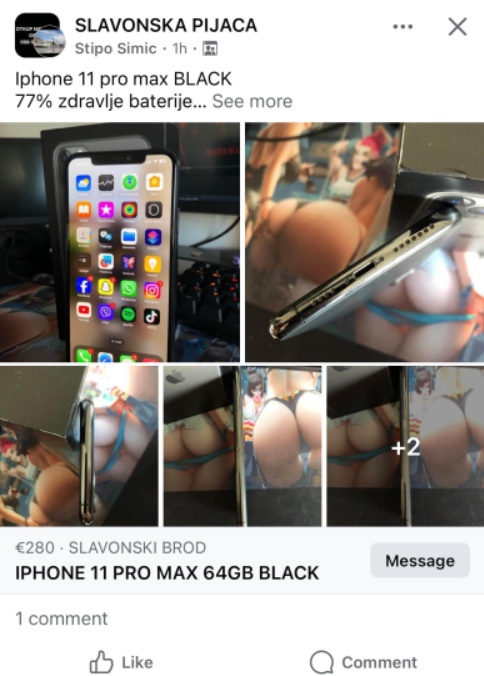 SLAVONSKA PIJACA
Stipo Simic · 1h ·
Iphone 11 pro max BLACK
77% zdravlje baterije... See more
+2
€280 · SLAVONSKI BROD
IPHONE 11 PRO MAX 64GB BLACK
Message
1 comment
Like
Comment